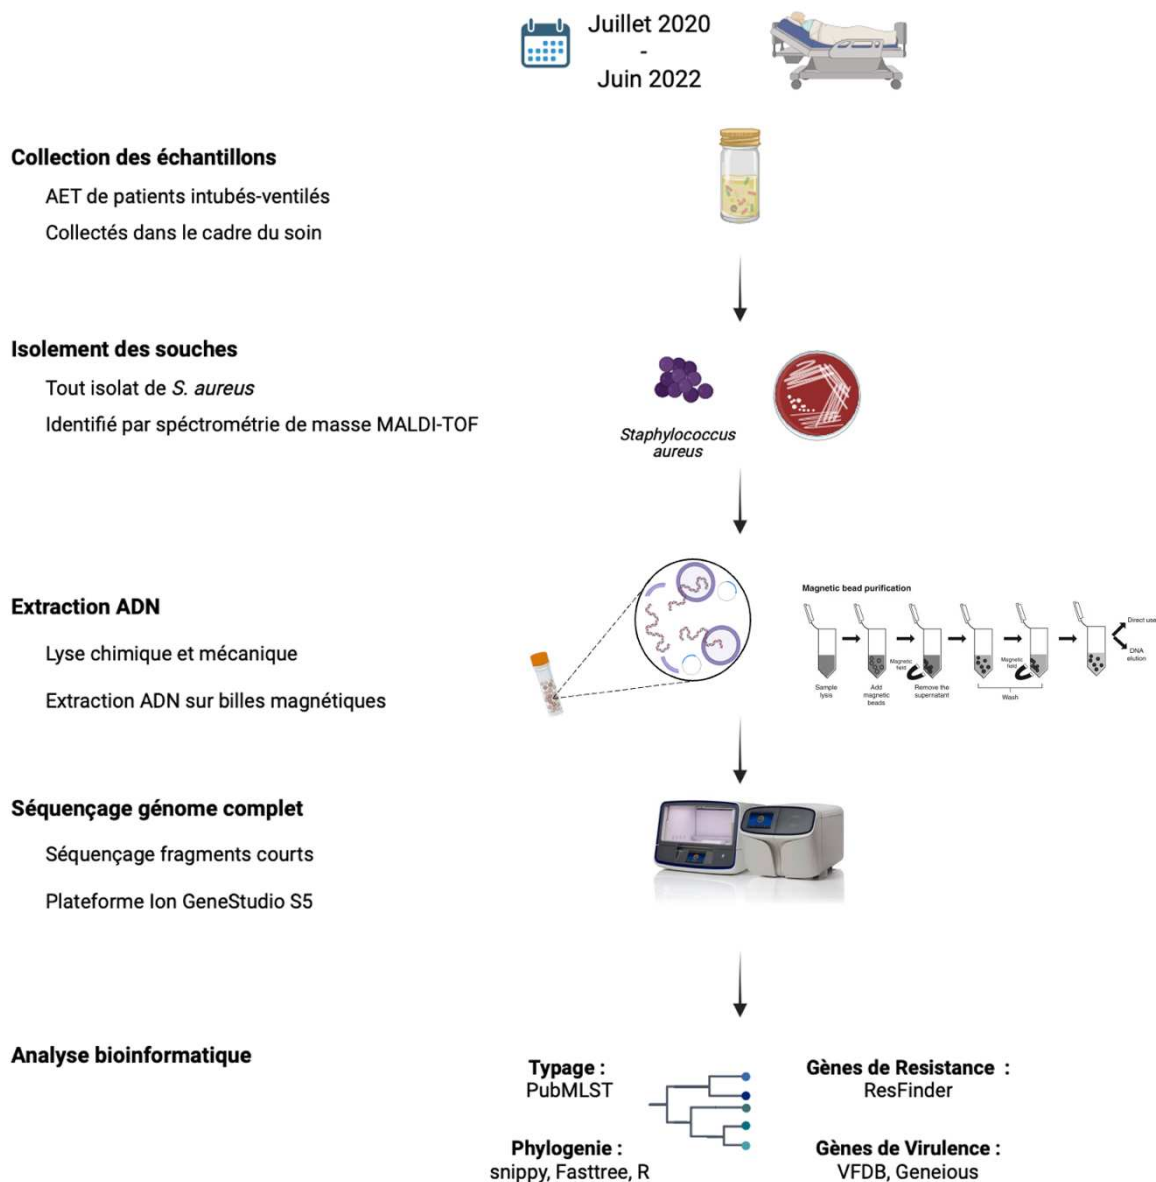 Juillet 2020
-
Juin 2022
Collection des échantillons
AET de patients intubés-ventilés
Collectés dans le cadre du soin
Isolement des souches
Tout isolat de S. aureus
Identifié par spéctrométrie de masse MALDI-TOF
Staphylococcus
aureus
Extraction ADN
Lyse chimique et mécanique
Extraction ADN sur billes magnétiques
Magnetic bead purification
Sample
lysis
Add
magnetic
beads
Magnetic
field
Remove the
supernatant
Magnetic
field
Wash
Direct use
DNA
elution
Séquençage génome complet
Séquençage fragments courts
Plateforme Ion GeneStudio S5
Analyse bioinformatique
Typage :
PubMLST
Gènes de Resistance :
ResFinder
Phylogenie :
snippy, Fasttree, R
Gènes de Virulence :
VFDB, Geneious